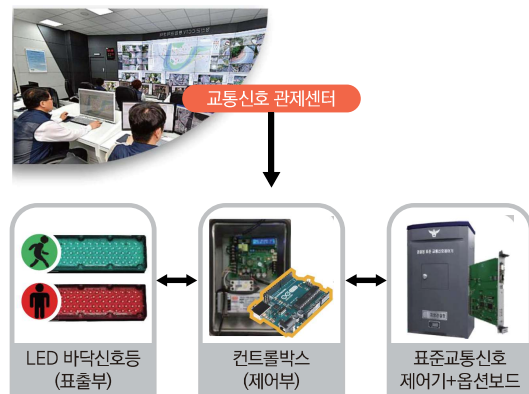 교통신호 관제센터
LED 바닥신호등
(표출부)
컨트롤박스
(제어부)
표준교통신호
제어기+옵션보드